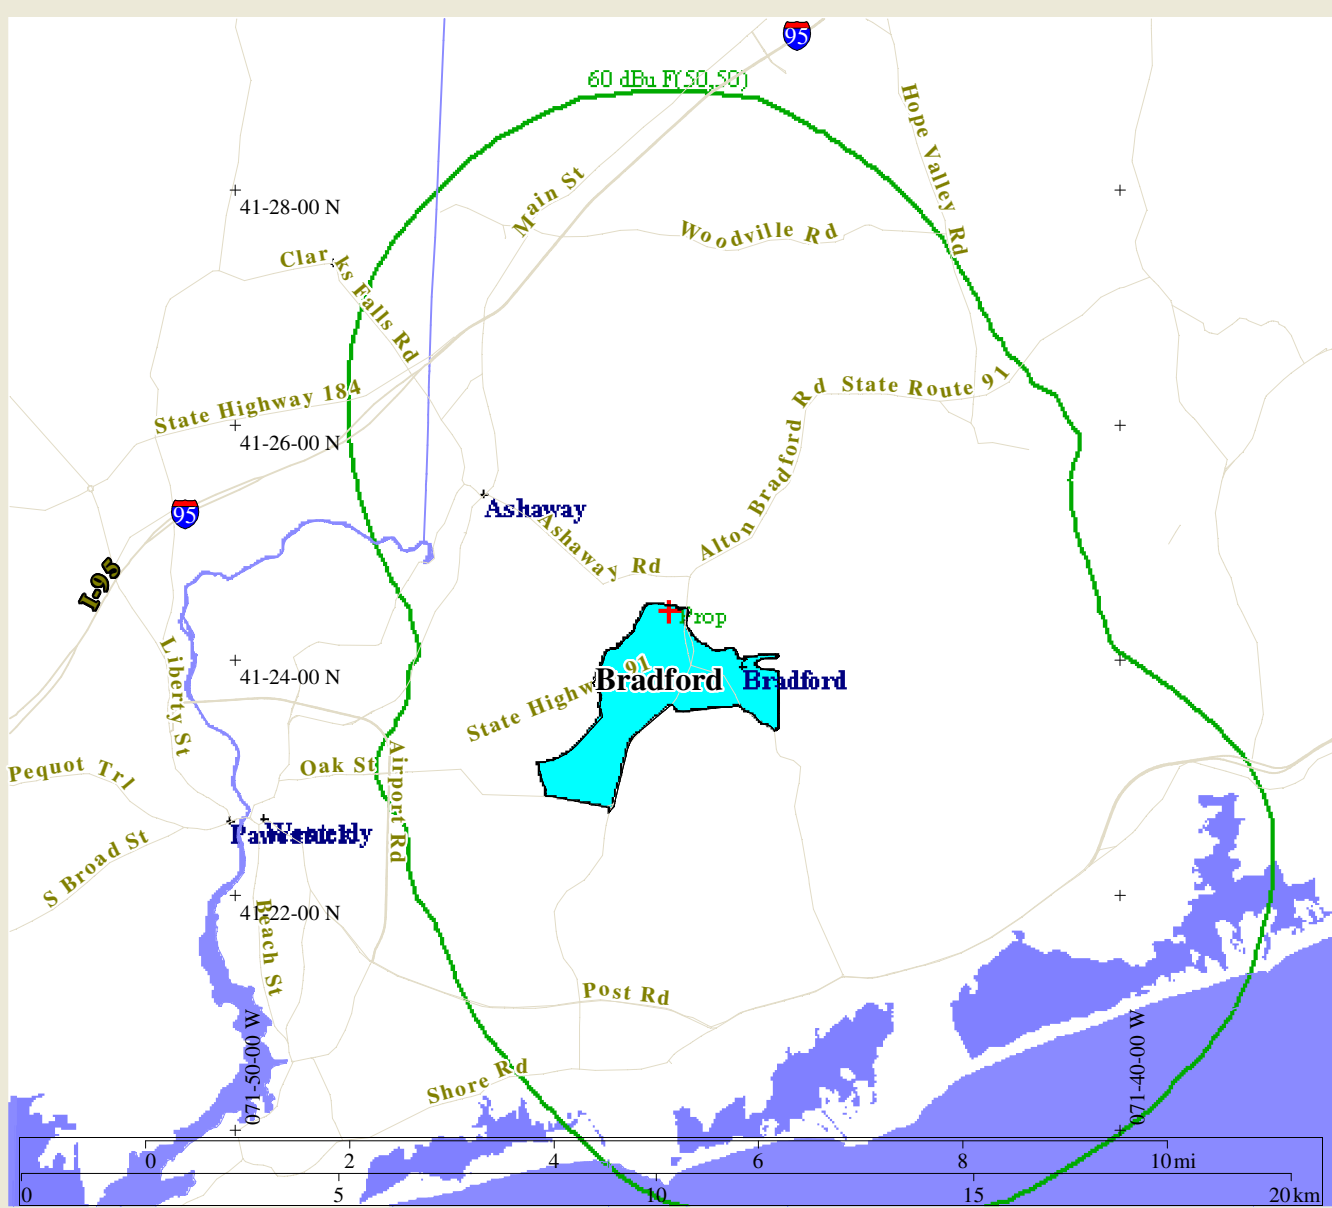 95
60 dBu F(50,50)
Hope Valley Rd
Main St
41-28-00 N
Woodville Rd
Clarks Falls Rd
State Highway 184
Alton Bradford Rd
State Route 91
41-26-00 N
95
Ashaway
Ashaway Rd
I-95
Prop
Liberty St
41-24-00 N
State Highway 91
Bradford
Bradford
Pequot Trl
Oak St
Airport Rd
Pawcatuck
Westerly
S Broad St
41-22-00 N
Beach St
Post Rd
071-50-00 W
071-40-00 W
Shore Rd
0 2 4 6 8 10 mi
0 5 10 15 20 km